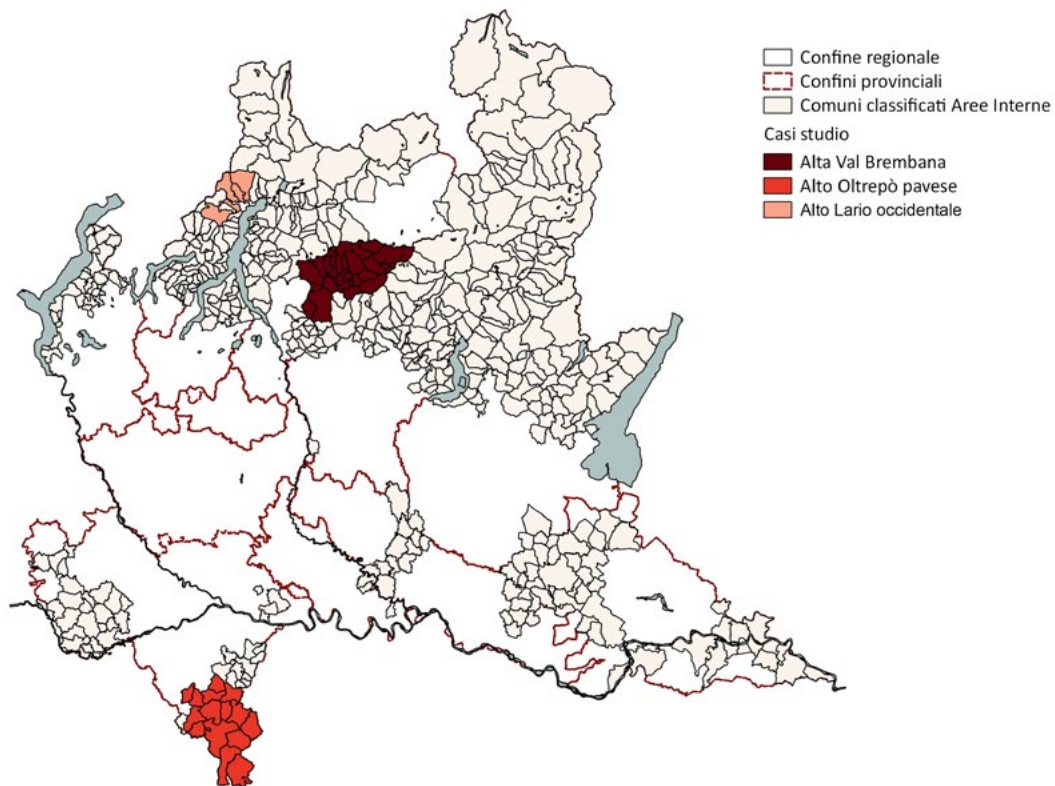 Confine regionale
Confini provinciali
Comuni classificati Aree Interne
Casi studio
Alta Val Brembana
Alto Oltrepò pavese
Alto Lario occidentale